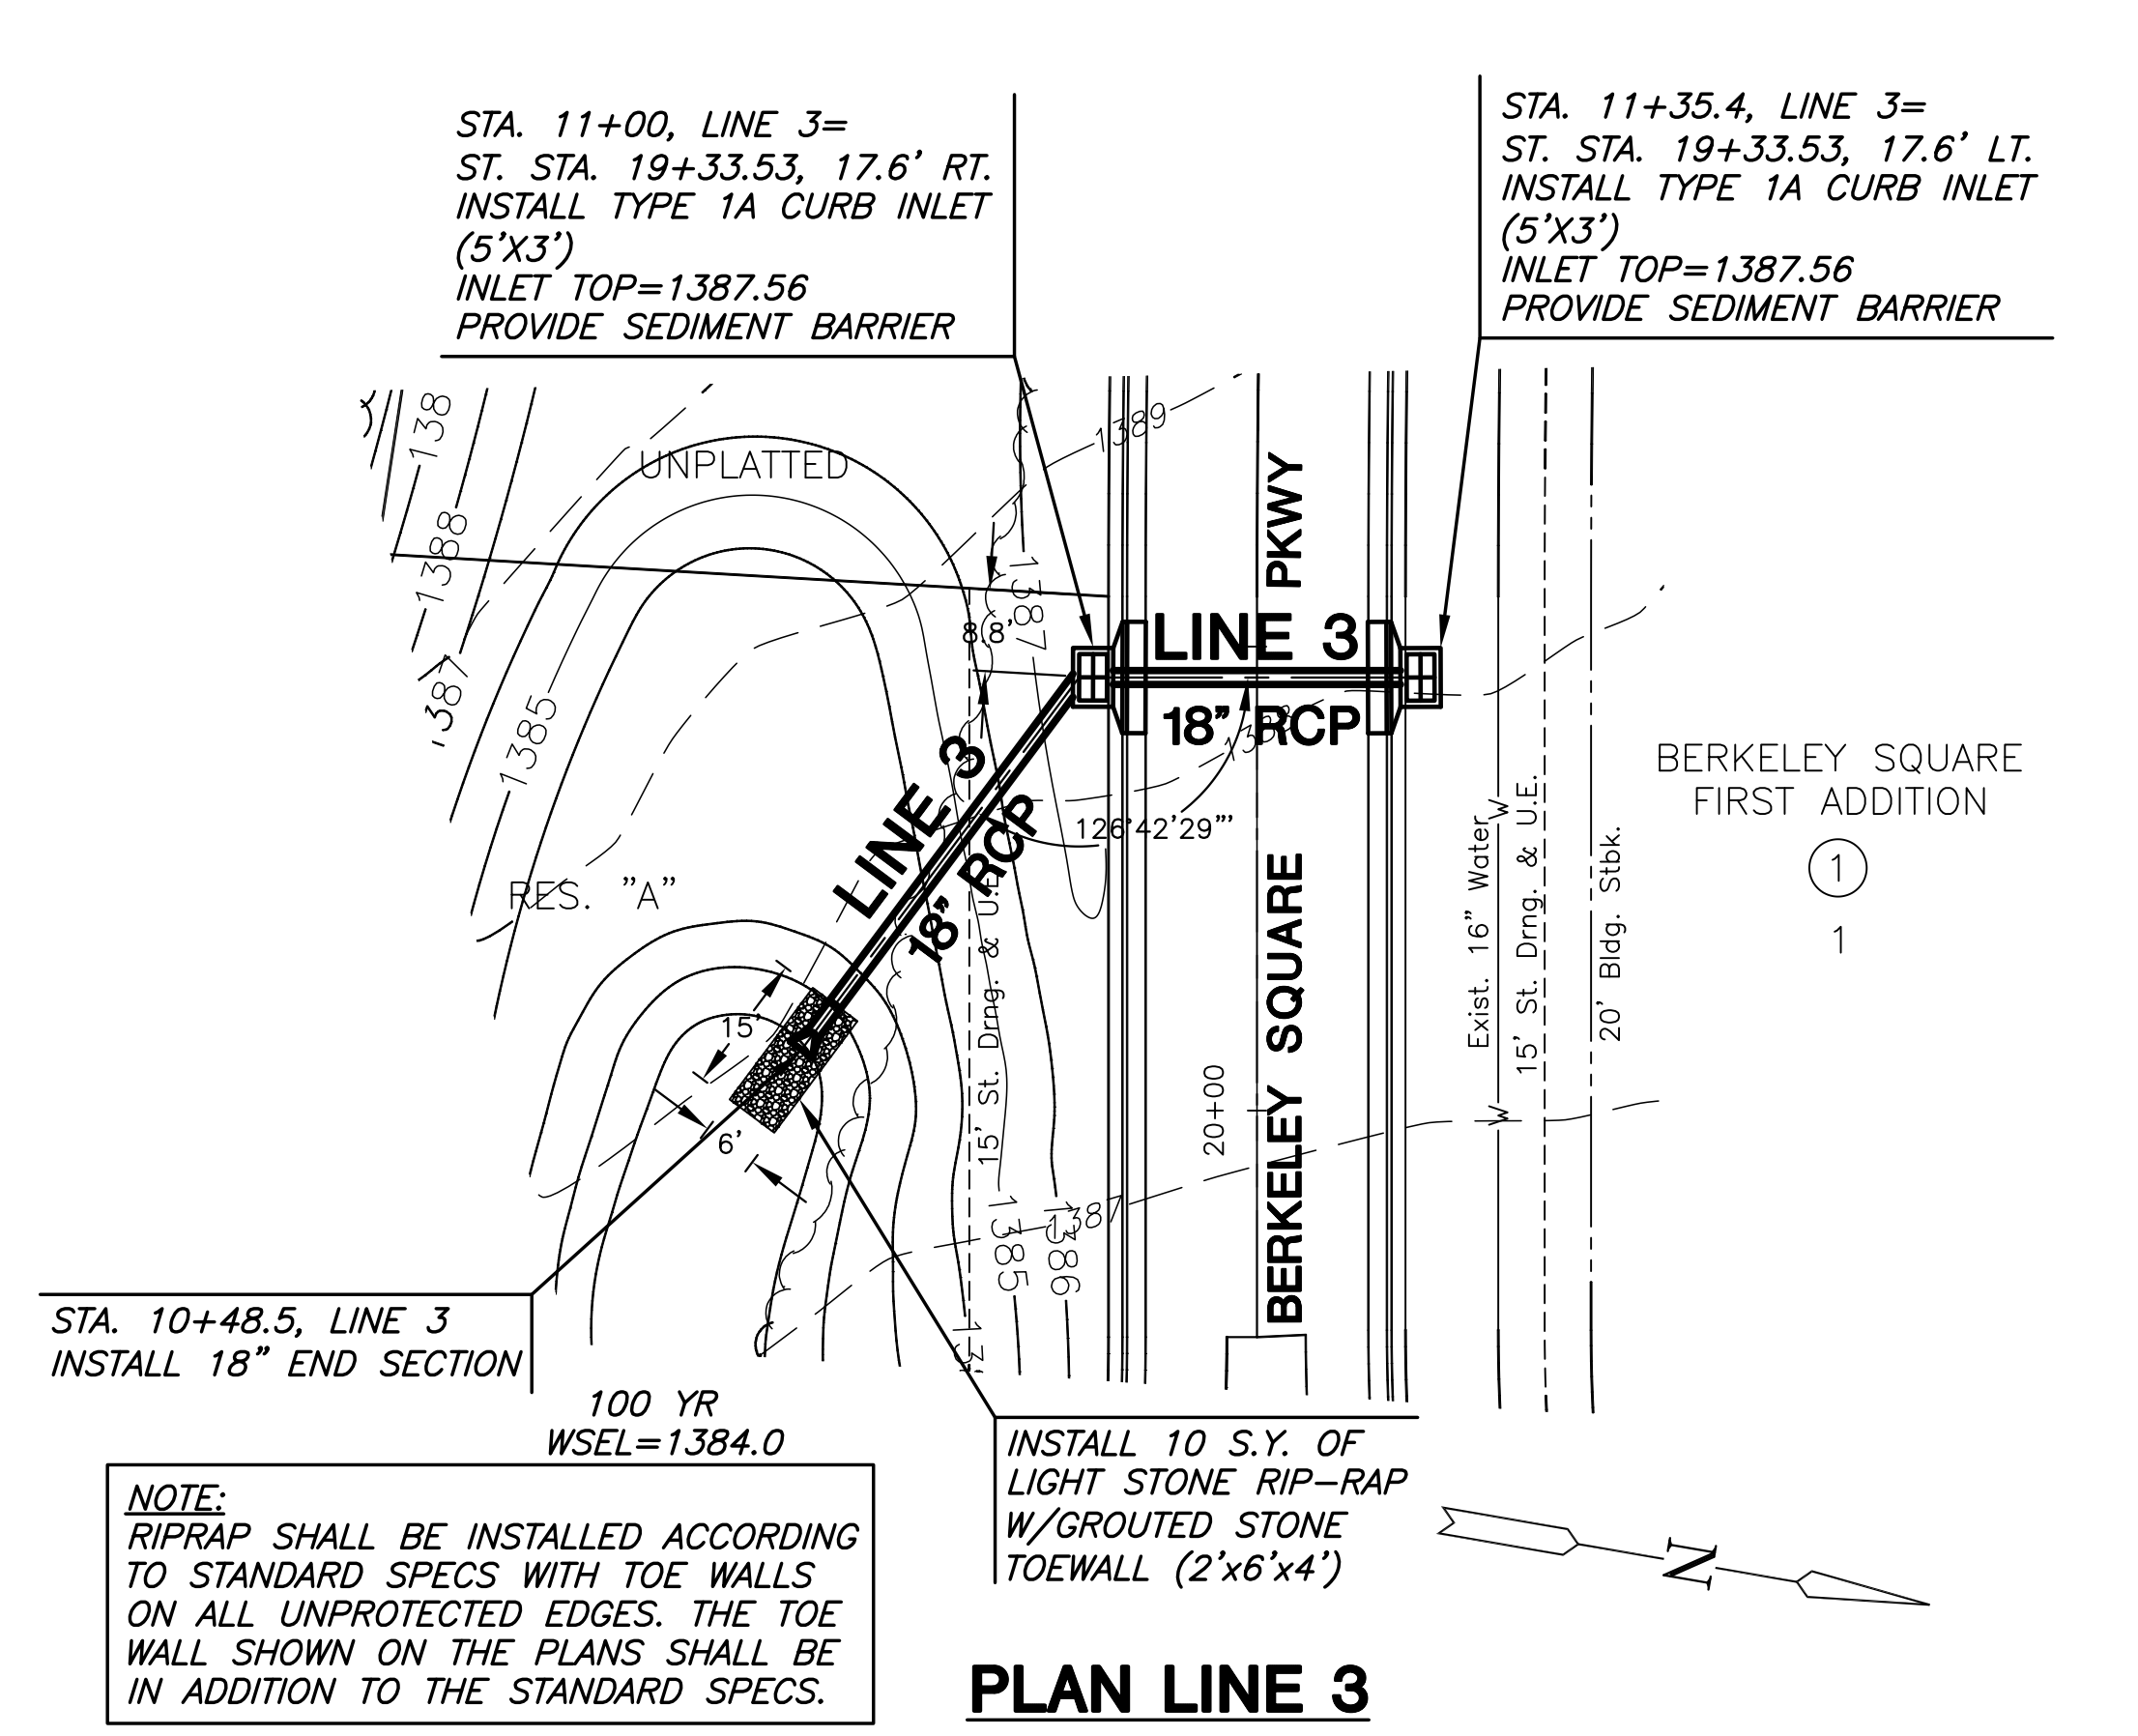 STA. 11+00, LINE 3=
ST. STA. 19+33.53, 17.6' RT.
INSTALL TYPE 1A CURB INLET
(5'X3')
INLET TOP=1387.56
PROVIDE SEDIMENT BARRIER
STA. 11+35.4, LINE 3=
ST. STA. 19+33.53, 17.6' LT.
INSTALL TYPE 1A CURB INLET
(5'X3')
INLET TOP=1387.56
PROVIDE SEDIMENT BARRIER
138
1388
1387
1385
UNPLATTED
1389
1387
8.8'
LINE 3
18" RCP
1388
126°42'29"
LINE 3
18" RCP
RES. "A"
15'
6'
15' St. Drng. & U.E.
1385
1386
1387
20+00
BERKELEY SQUARE PKWY
Exist. 16" Water
W
W
15' St. Drng. & U.E.
20' Bldg. Stbk.
BERKELEY SQUARE
FIRST ADDITION
1
1
STA. 10+48.5, LINE 3
INSTALL 18" END SECTION
100 YR
WSEL=1384.0
INSTALL 10 S.Y. OF
LIGHT STONE RIP-RAP
W/GROUTED STONE
TOEWALL (2'x6'x4')
NOTE:
RIPRAP SHALL BE INSTALLED ACCORDING
TO STANDARD SPECS WITH TOE WALLS
ON ALL UNPROTECTED EDGES. THE TOE
WALL SHOWN ON THE PLANS SHALL BE
IN ADDITION TO THE STANDARD SPECS.
N
PLAN LINE 3